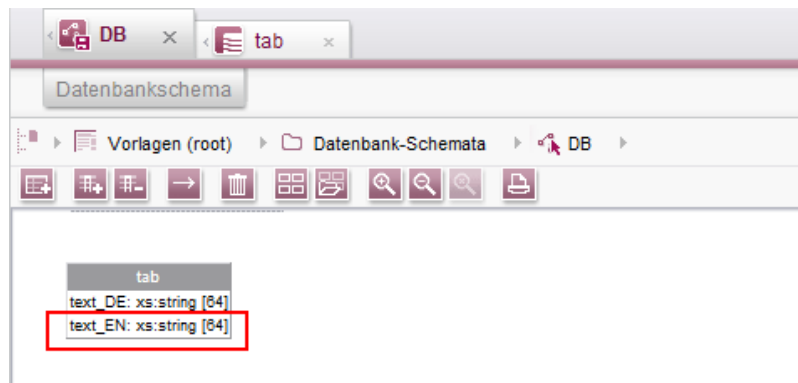 DB tab
Datenbankschema
Vorlagen (root) Datenbank-Schemata DB
tab
text_DE: xs:string [64]
text_EN: xs:string [64]